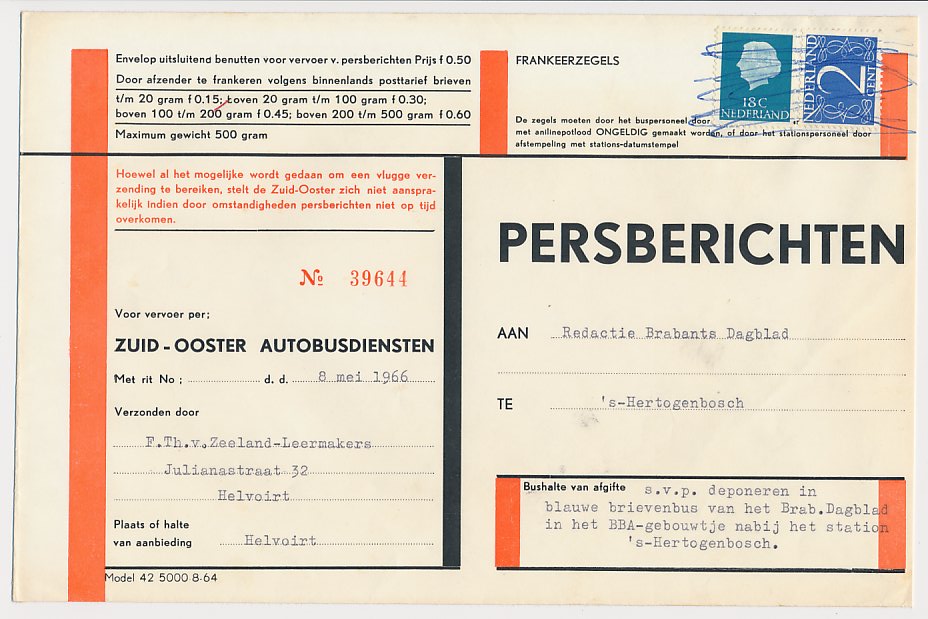 Envelop uitsluitend benutten voor vervoer v. persberichten Prijs f 0.50
Door afzender te frankeren volgens binnenlands posttarief brieven
t/m 20 gram f 0.15; boven 20 gram t/m 100 gram f 0.30;
boven 100 t/m 200 gram f 0.45; boven 200 t/m 500 gram f 0.60
Maximum gewicht 500 gram
FRANKEERZEGELS
De zegels moeten door het buspersoneel door
met anilinepotlood ONGELDIG gemaakt worden, of door het stationspersoneel door
afstempeling met stations-datumstempel
18 C
NEDERLAND
NEDERLAND
2
CENT
Hoewel al het mogelijke wordt gedaan om een vlugge ver-
zending te bereiken, stelt de Zuid-Ooster zich niet aanspra-
kelijk indien door omstandigheden persberichten niet op tijd
overkomen.
№ 39644
Voor vervoer per;
ZUID-OOSTER AUTOBUSDIENSTEN
Met rit No; d. d. 8 mei 1966
Verzonden door
F.Th.v.Zeeland-Leermakers
Julianastraat 32
Helvoirt
Plaats of halte
van aanbieding Helvoirt
Model 42 5000 8-64
PERSBERICHTEN
AAN Redactie Brabants Dagblad
TE 's-Hertogenbosch
Bushalte van afgifte s.v.p. deponeren in
blauwe brievenbus van het Brab.Dagblad
in het BBA-gebouwtje nabij het station
's-Hertogenbosch.